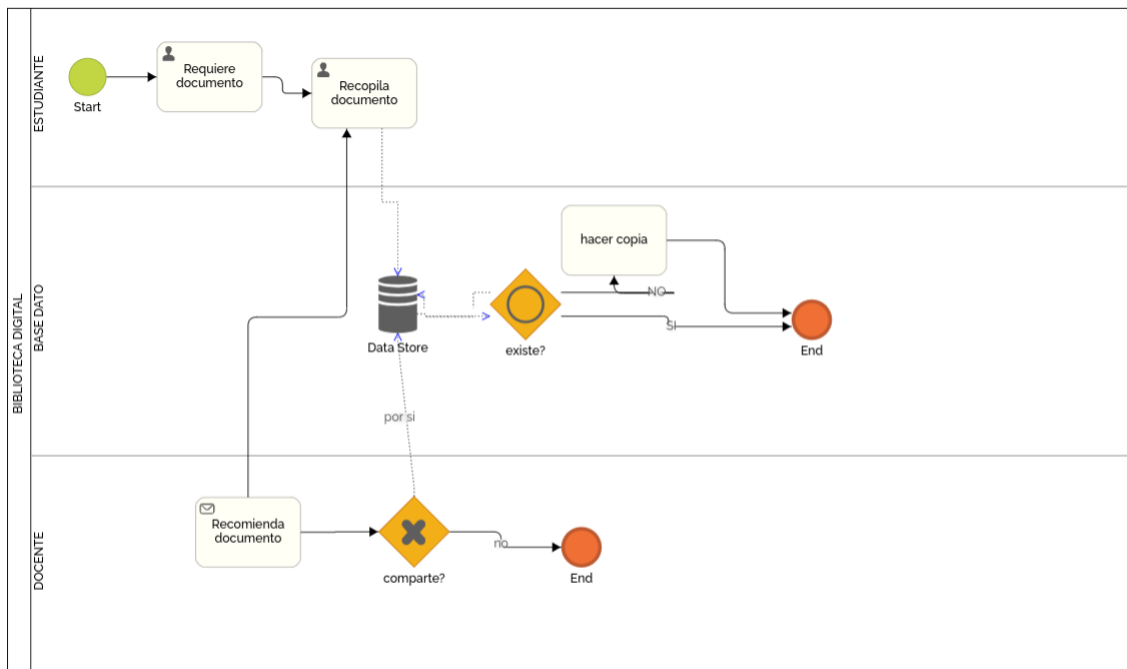 BIBLIOTECA DIGITAL
ESTUDIANTE
Start
Requiere
documento
Recopila
documento
BASE DATO
Data Store
existe?
hacer copia
NO
SI
End
por si
DOCENTE
Recomienda
documento
comparte?
no
End